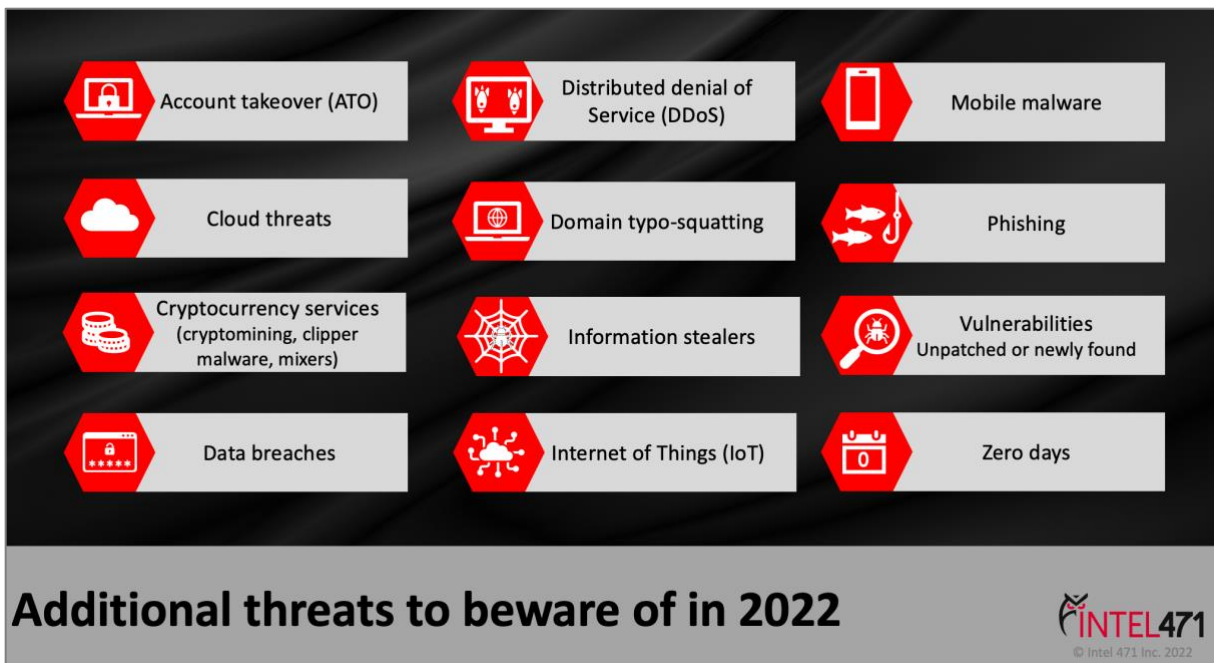 Account takeover (ATO)
Cloud threats
Cryptocurrency services
(cryptomining, clipper
malware, mixers)
*****
Data breaches
Distributed denial of
Service (DDoS)
Domain typo-squatting
Information stealers
Internet of Things (IoT)
Mobile malware
Phishing
Vulnerabilities
Unpatched or newly found
0
Zero days
Additional threats to beware of in 2022
INTEL471
© Intel 471 Inc. 2022